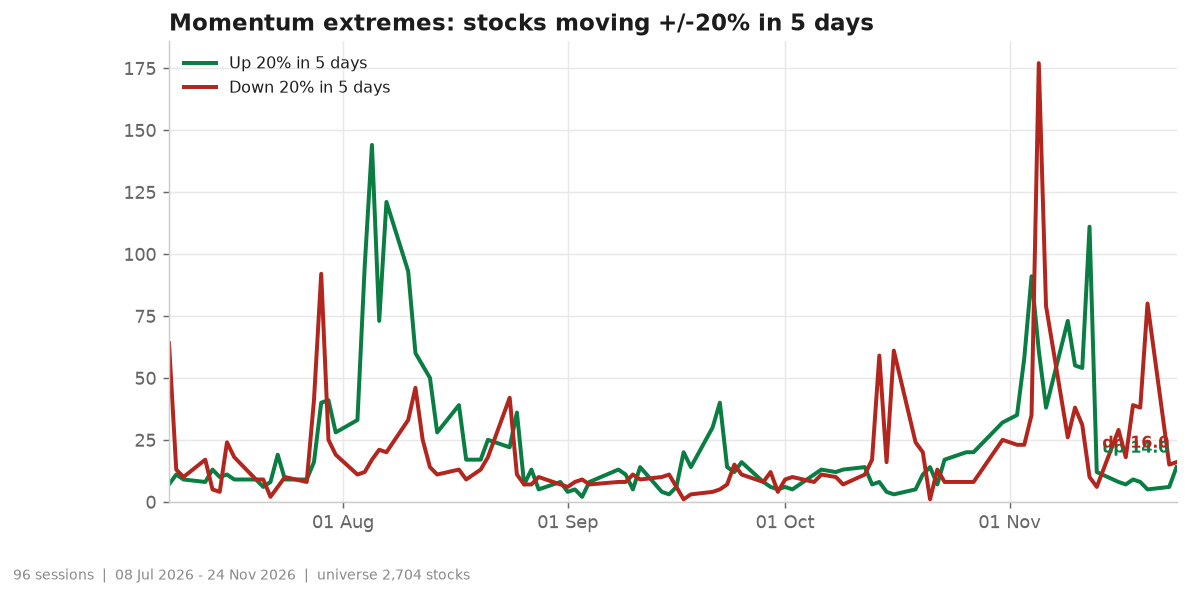 Momentum extremes: stocks moving +/-20% in 5 days
Up 20% in 5 days
Down 20% in 5 days
175
150
125
100
75
50
25
0
01 Aug
01 Sep
01 Oct
01 Nov
96 sessions | 08 Jul 2026 - 24 Nov 2026 | universe 2,704 stocks